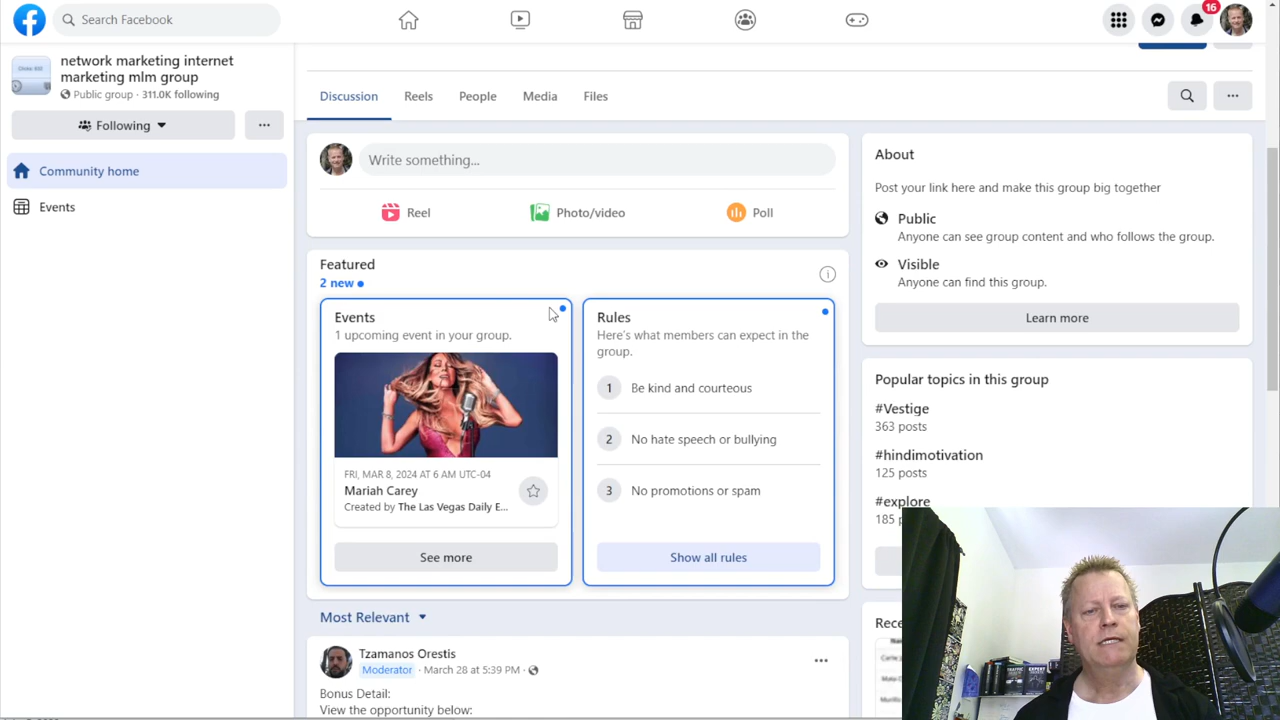 Search Facebook
16
network marketing internet
marketing mlm group
Public group · 311.0K following
Following
Community home
Events
Discussion
Reels
People
Media
Files
Write something...
Reel
Photo/video
Poll
Featured
2 new
Events
1 upcoming event in your group.
FRI, MAR 8, 2024 AT 6 AM UTC-04
Mariah Carey
Created by The Las Vegas Daily E...
See more
Rules
Here's what members can expect in the
group.
1 Be kind and courteous
2 No hate speech or bullying
3 No promotions or spam
Show all rules
Most Relevant
Tzamanos Orestis
Moderator · March 28 at 5:39 PM ·
Bonus Detail:
View the opportunity below:
About
Post your link here and make this group big together
Public
Anyone can see group content and who follows the group.
Visible
Anyone can find this group.
Learn more
Popular topics in this group
#Vestige
363 posts
#hindimotivation
125 posts
#explore
185
TRAFFIC
EXPERT